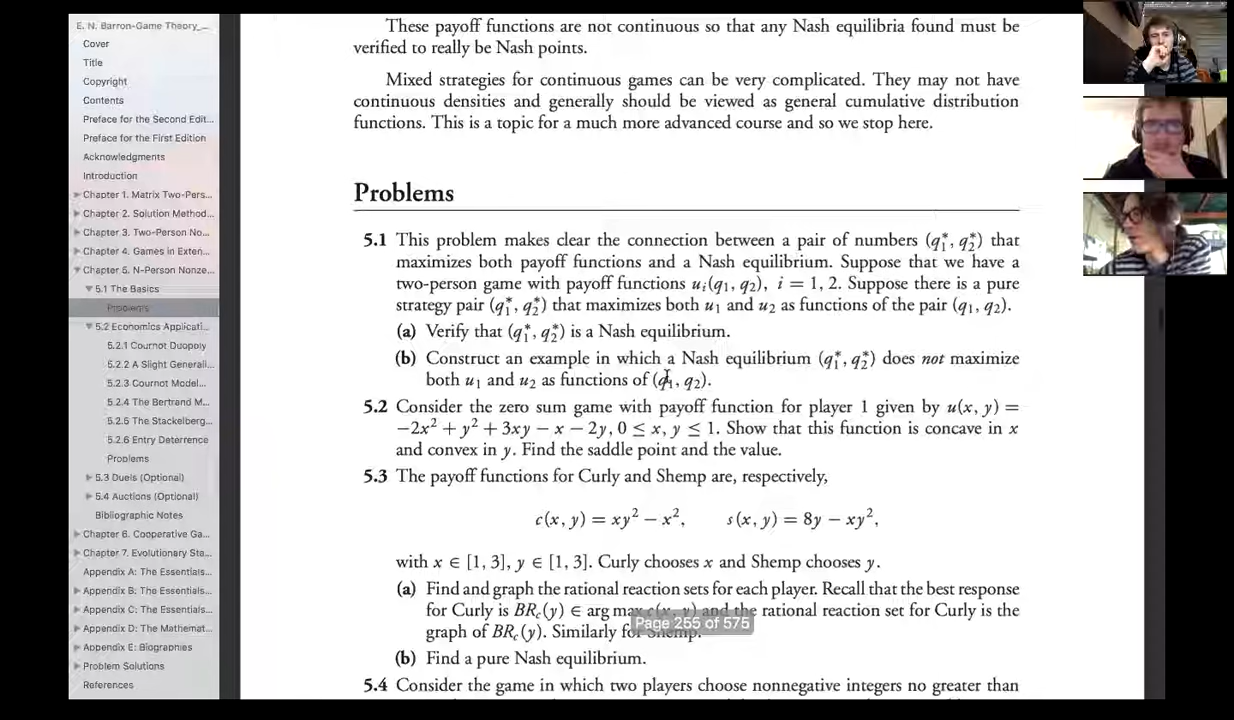 E. N. Barron-Game Theory_...
Cover
Title
Copyright
Contents
Preface for the Second Edit...
Preface for the First Edition
Acknowledgments
Introduction
Chapter 1. Matrix Two-Pers...
Chapter 2. Solution Method...
Chapter 3. Two-Person No...
Chapter 4. Games in Exten...
Chapter 5. N-Person Nonze...
5.1 The Basics
Problems
5.2 Economics Applicati...
5.2.1 Cournot Duopoly
5.2.2 A Slight Generali...
5.2.3 Cournot Model...
5.2.4 The Bertrand M...
5.2.5 The Stackelberg...
5.2.6 Entry Deterrence
Problems
5.3 Duels (Optional)
5.4 Auctions (Optional)
Bibliographic Notes
Chapter 6. Cooperative Ga...
Chapter 7. Evolutionary Sta...
Appendix A: The Essentials...
Appendix B: The Essentials...
Appendix C: The Essentials...
Appendix D: The Mathemat...
Appendix E: Biographies
Problem Solutions
References
These payoff functions are not continuous so that any Nash equilibria found must be
verified to really be Nash points.
Mixed strategies for continuous games can be very complicated. They may not have
continuous densities and generally should be viewed as general cumulative distribution
functions. This is a topic for a much more advanced course and so we stop here.
Problems
5.1 This problem makes clear the connection between a pair of numbers (q₁*, q₂*) that
maximizes both payoff functions and a Nash equilibrium. Suppose that we have a
two-person game with payoff functions uᵢ(q₁, q₂), i = 1, 2. Suppose there is a pure
strategy pair (q₁*, q₂*) that maximizes both u₁ and u₂ as functions of the pair (q₁, q₂).
(a) Verify that (q₁*, q₂*) is a Nash equilibrium.
(b) Construct an example in which a Nash equilibrium (q₁*, q₂*) does not maximize
both u₁ and u₂ as functions of (q₁, q₂).
5.2 Consider the zero sum game with payoff function for player 1 given by u(x, y) =
−2x² + y² + 3xy − x − 2y, 0 ≤ x, y ≤ 1. Show that this function is concave in x
and convex in y. Find the saddle point and the value.
5.3 The payoff functions for Curly and Shemp are, respectively,
c(x, y) = xy² − x², s(x, y) = 8y − xy²,
with x ∈ [1, 3], y ∈ [1, 3]. Curly chooses x and Shemp chooses y.
(a) Find and graph the rational reaction sets for each player. Recall that the best response
for Curly is BR_c(y) ∈ arg max c(x, y) and the rational reaction set for Curly is the
Page 255 of 575
graph of BR_c(y). Similarly for Shemp.
(b) Find a pure Nash equilibrium.
5.4 Consider the game in which two players choose nonnegative integers no greater than